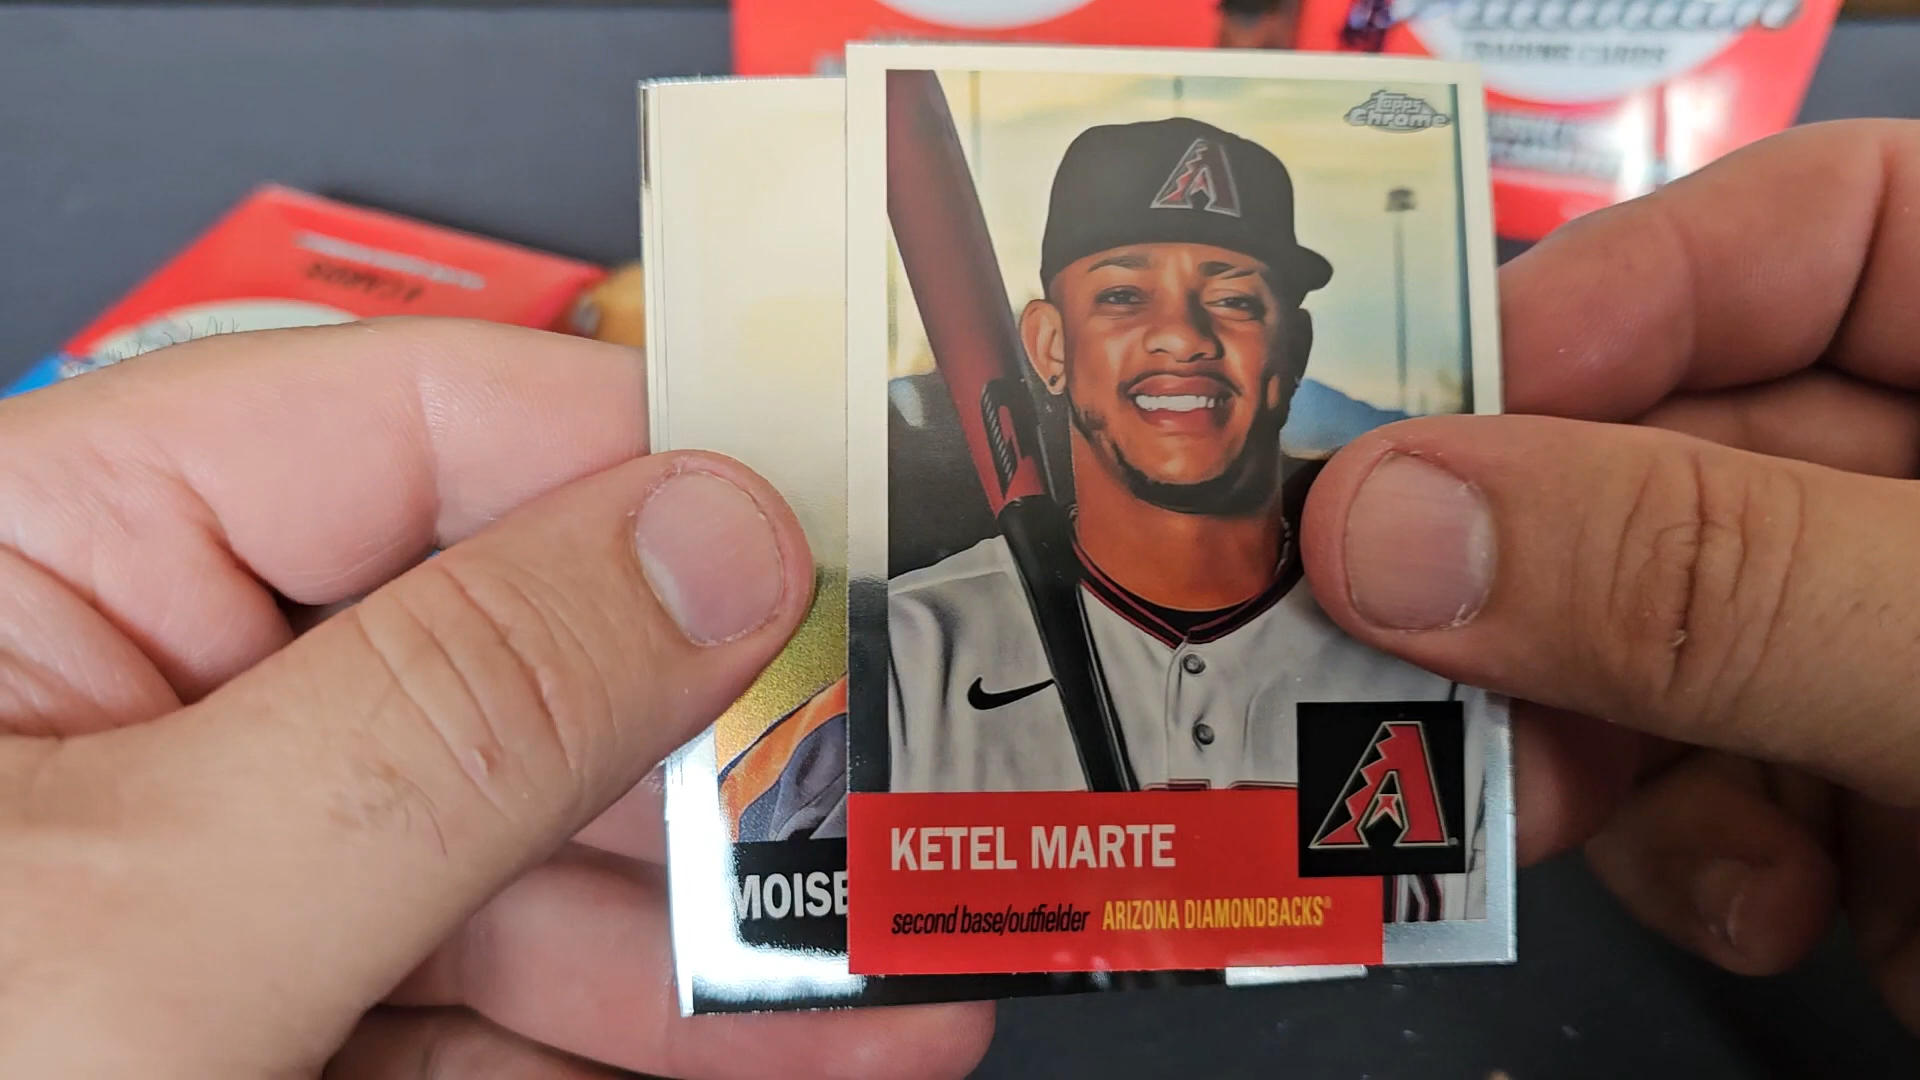 TRADING CARDS
Topps
Chrome
MOISE
KETEL MARTE
second base/outfielder ARIZONA DIAMONDBACKS